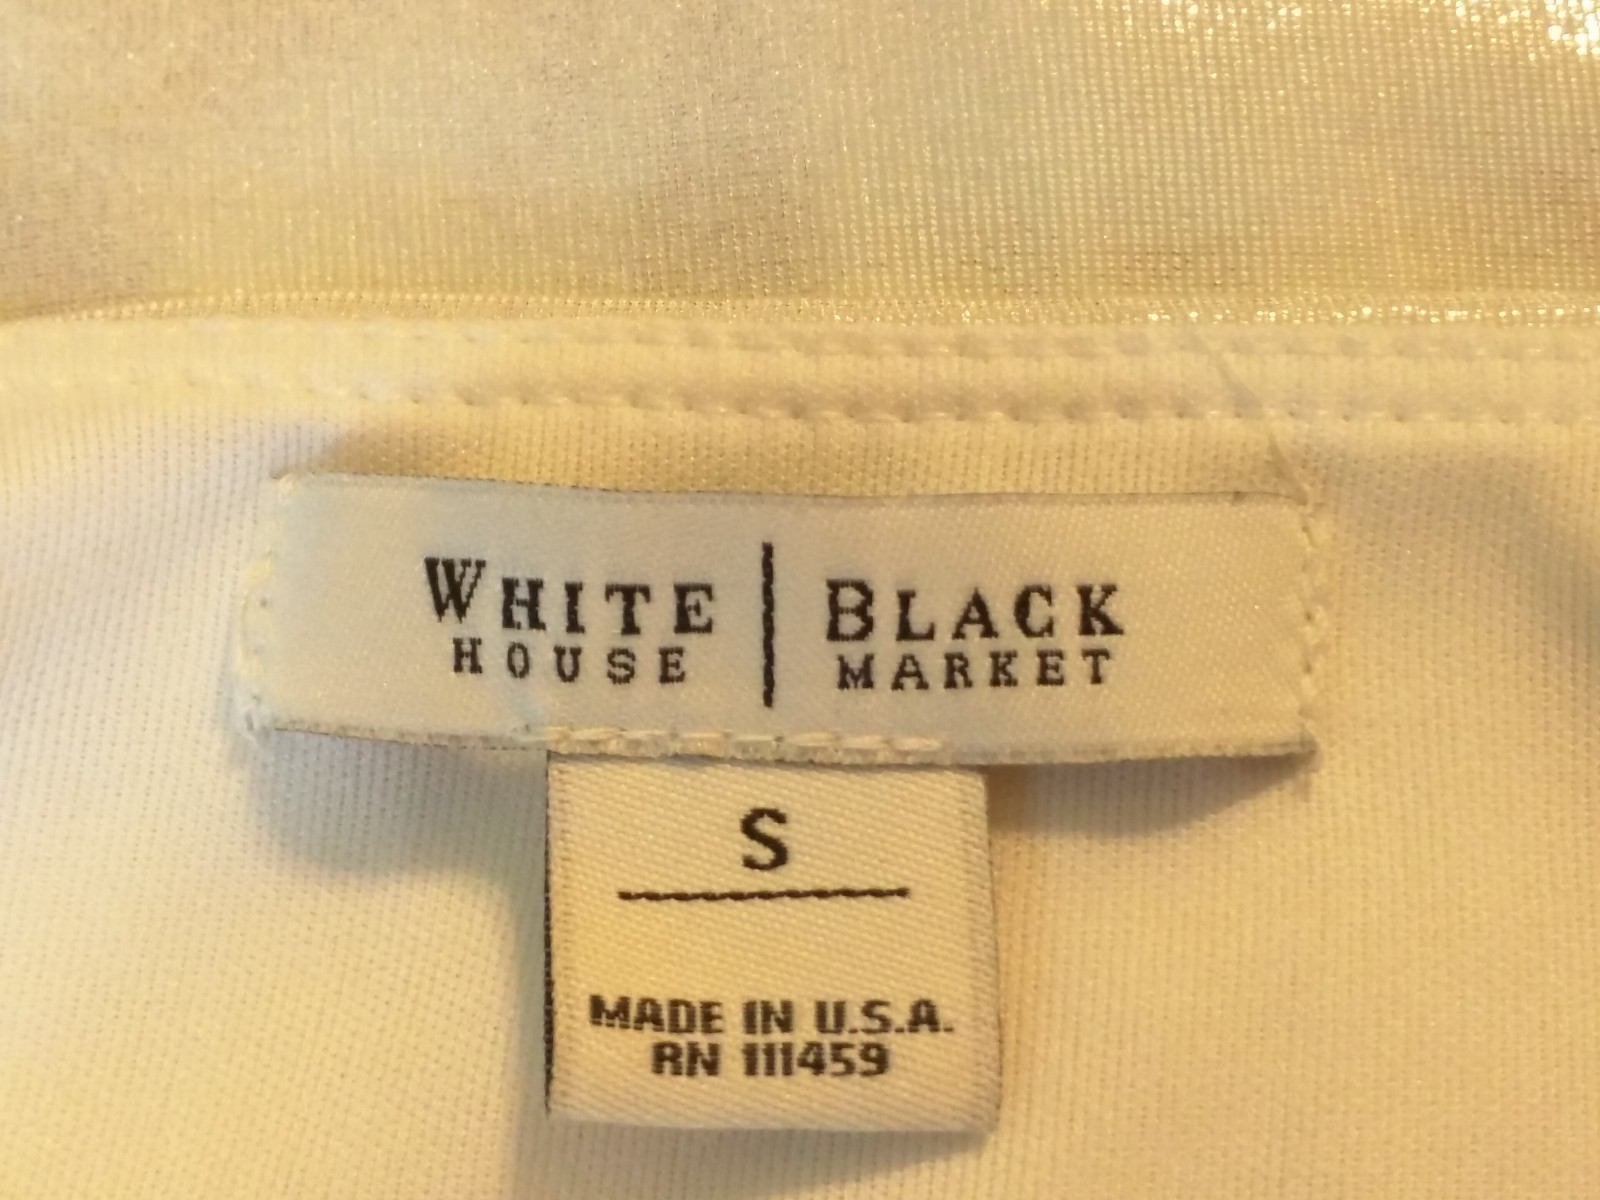 WHITE | BLACK
HOUSE MARKET
S
MADE IN U.S.A.
RN 111459